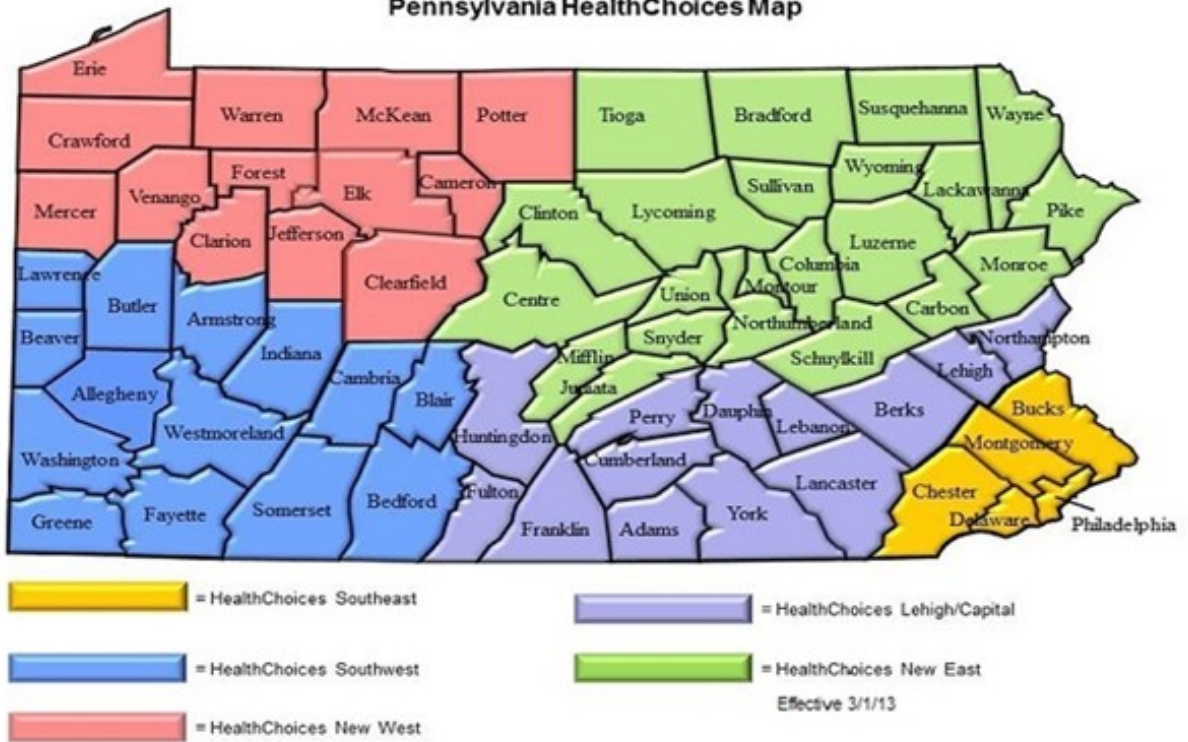 Pennsylvania HealthChoices Map
Erie
Warren
McKean
Potter
Tioga
Bradford
Susquehanna
Wayne
Crawford
Forest
Elk
Cameron
Venango
Mercer
Clarion
Jefferson
Clearfield
Clinton
Lycoming
Sullivan
Wyoming
Lackawanna
Pike
Luzerne
Columbia
Monroe
Montour
Carbon
Union
Centre
Northumberland
Snyder
Mifflin
Juniata
Schuylkill
Northampton
Lehigh
Lawrence
Butler
Armstrong
Beaver
Indiana
Allegheny
Cambria
Blair
Huntingdon
Perry
Dauphin
Lebanon
Berks
Bucks
Montgomery
Westmoreland
Washington
Cumberland
Lancaster
Chester
Greene
Fayette
Somerset
Bedford
Fulton
Franklin
Adams
York
Delaware
Philadelphia
= HealthChoices Southeast
= HealthChoices Lehigh/Capital
= HealthChoices Southwest
= HealthChoices New East
Effective 3/1/13
= HealthChoices New West